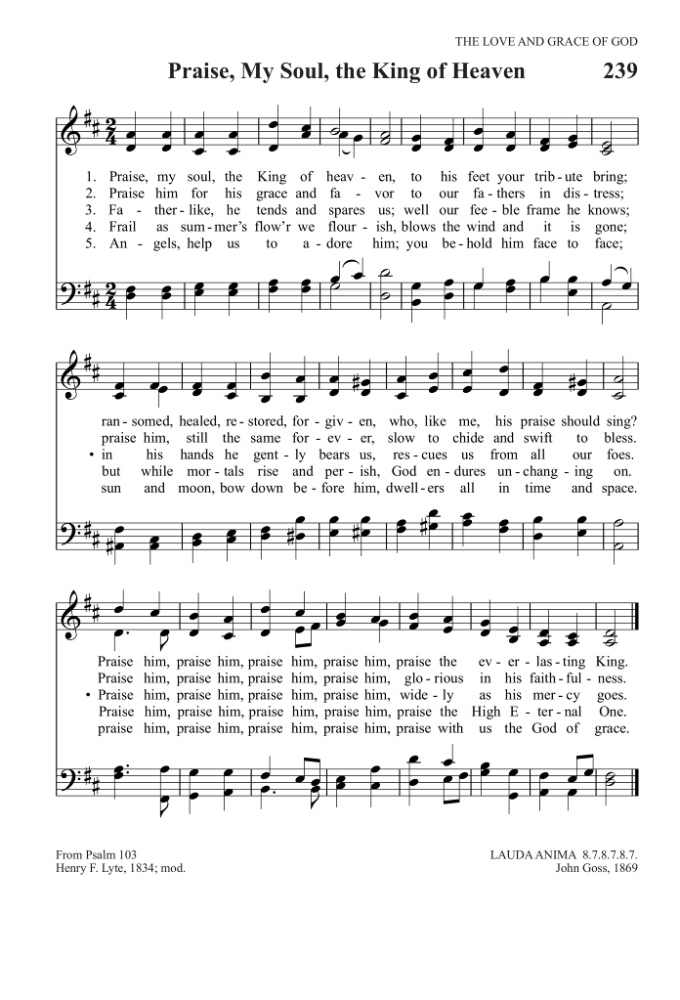 THE LOVE AND GRACE OF GOD
Praise, My Soul, the King of Heaven 239
1. Praise, my soul, the King of heav - en, to his feet your trib - ute bring;
2. Praise him for his grace and fa - vor to our fa - thers in dis - tress;
3. Fa - ther - like, he tends and spares us; well our fee - ble frame he knows;
4. Frail as sum - mer's flow'r we flour - ish, blows the wind and it is gone;
5. An - gels, help us to a - dore him; you be - hold him face to face;
ran - somed, healed, re - stored, for - giv - en, who, like me, his praise should sing?
praise him, still the same for - ev - er, slow to chide and swift to bless.
• in his hands he gent - ly bears us, res - cues us from all our foes.
but while mor - tals rise and per - ish, God en - dures un - chang - ing on.
sun and moon, bow down be - fore him, dwell - ers all in time and space.
Praise him, praise him, praise him, praise him, praise the ev - er - las - ting King.
Praise him, praise him, praise him, praise him, glo - rious in his faith - ful - ness.
• Praise him, praise him, praise him, praise him, wide - ly as his mer - cy goes.
Praise him, praise him, praise him, praise him, praise the High E - ter - nal One.
praise him, praise him, praise him, praise him, praise with us the God of grace.
From Psalm 103 LAUDA ANIMA 8.7.8.7.8.7.
Henry F. Lyte, 1834; mod. John Goss, 1869